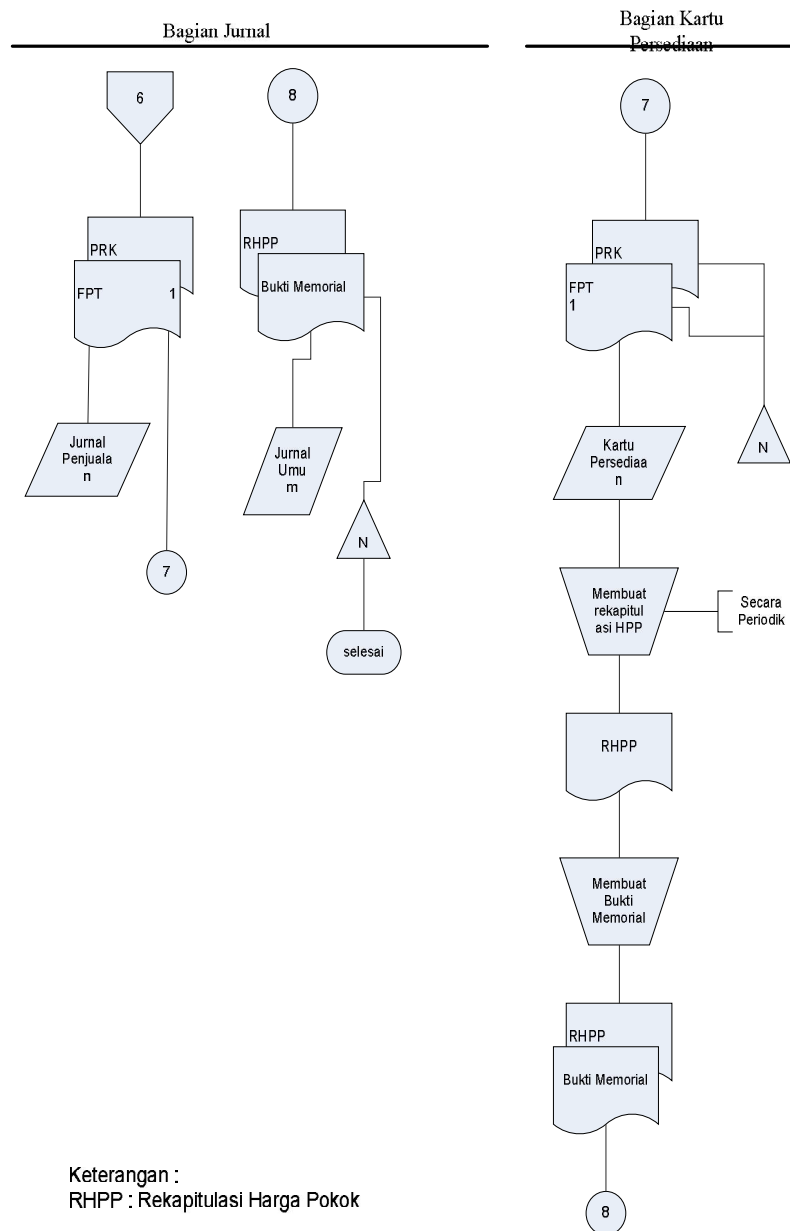 Bagian Jurnal
6
PRK
FPT 1
Jurnal
Penjuala
n
7
8
RHPP
Bukti Memorial
Jurnal
Umu
m
N
selesai
Bagian Kartu
Persediaan
7
PRK
FPT
1
N
Kartu
Persediaa
n
Membuat
rekapitul
asi HPP
Secara
Periodik
RHPP
Membuat
Bukti
Memorial
RHPP
Bukti Memorial
8
Keterangan :
RHPP : Rekapitulasi Harga Pokok